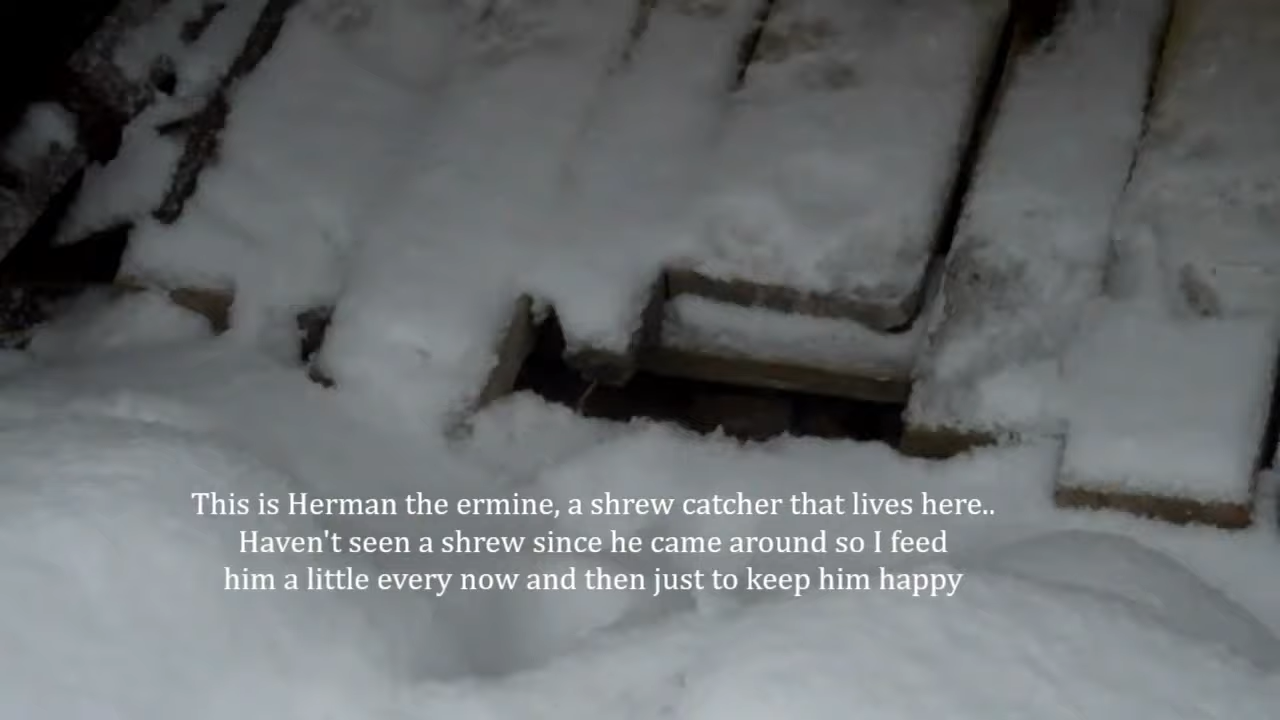 This is Herman the ermine, a shrew catcher that lives here..
Haven't seen a shrew since he came around so I feed
him a little every now and then just to keep him happy